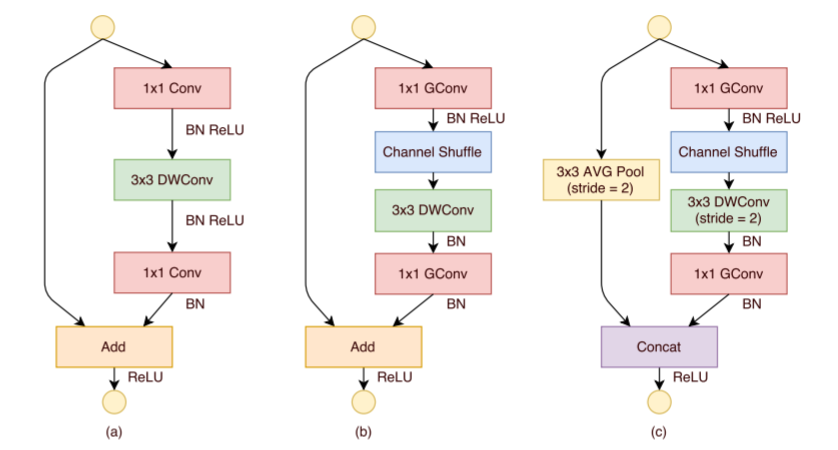 1x1 Conv
BN ReLU
3x3 DWConv
BN ReLU
1x1 Conv
BN
Add
ReLU
(a)
1x1 GConv
BN ReLU
Channel Shuffle
3x3 DWConv
BN
1x1 GConv
BN
Add
ReLU
(b)
3x3 AVG Pool
(stride = 2)
1x1 GConv
BN ReLU
Channel Shuffle
3x3 DWConv
(stride = 2)
BN
1x1 GConv
BN
Concat
ReLU
(c)